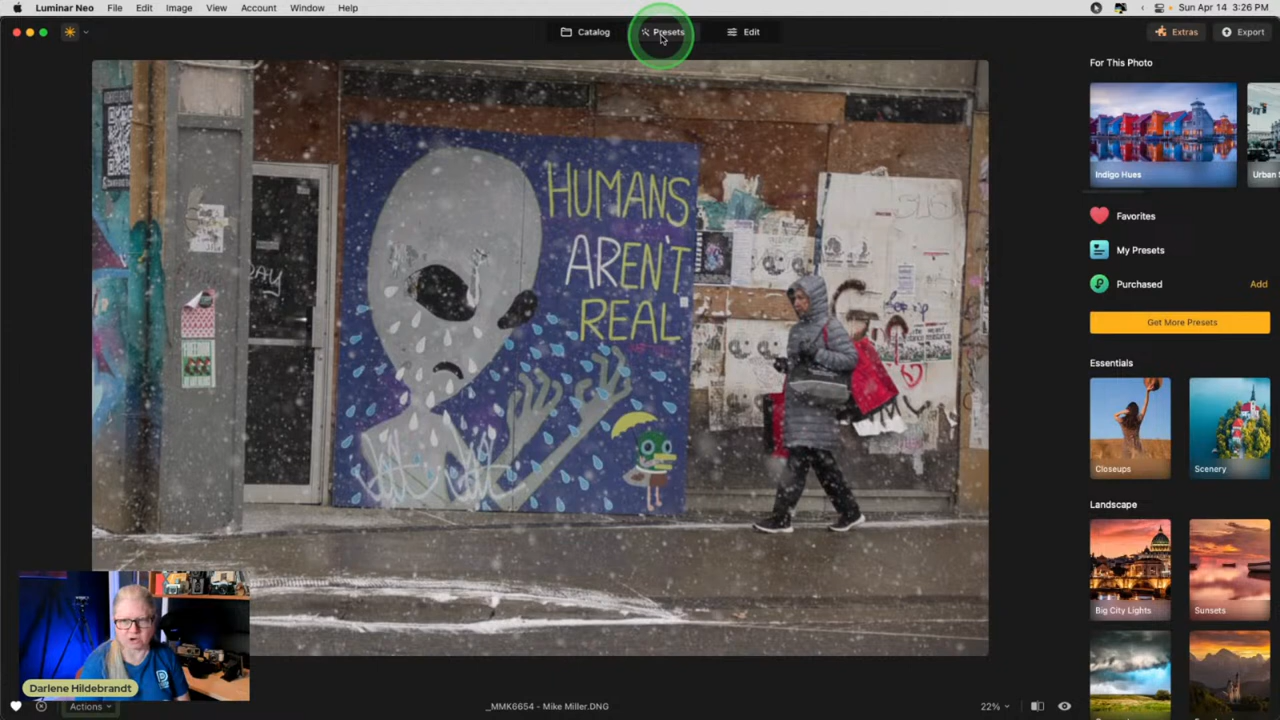 Luminar Neo File Edit Image View Account Window Help
Sun Apr 14 3:26 PM
Catalog Presets Edit
Extras Export
For This Photo
Indigo Hues
Urban S
Favorites
My Presets
Purchased Add
Get More Presets
Essentials
Closeups
Scenery
Landscape
Big City Lights
Sunsets
HUMANS
AREN'T
REAL
FREEDOM
Darlene Hildebrandt
Actions
_MMK6654 - Mike Miller.DNG
22%